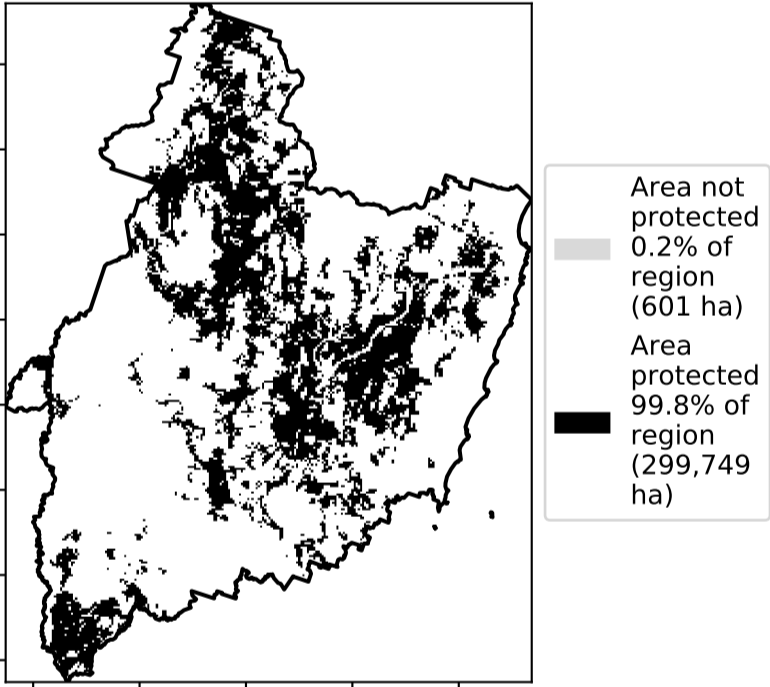 Area not
protected
0.2% of
region
(601 ha)
Area
protected
99.8% of
region
(299,749
ha)